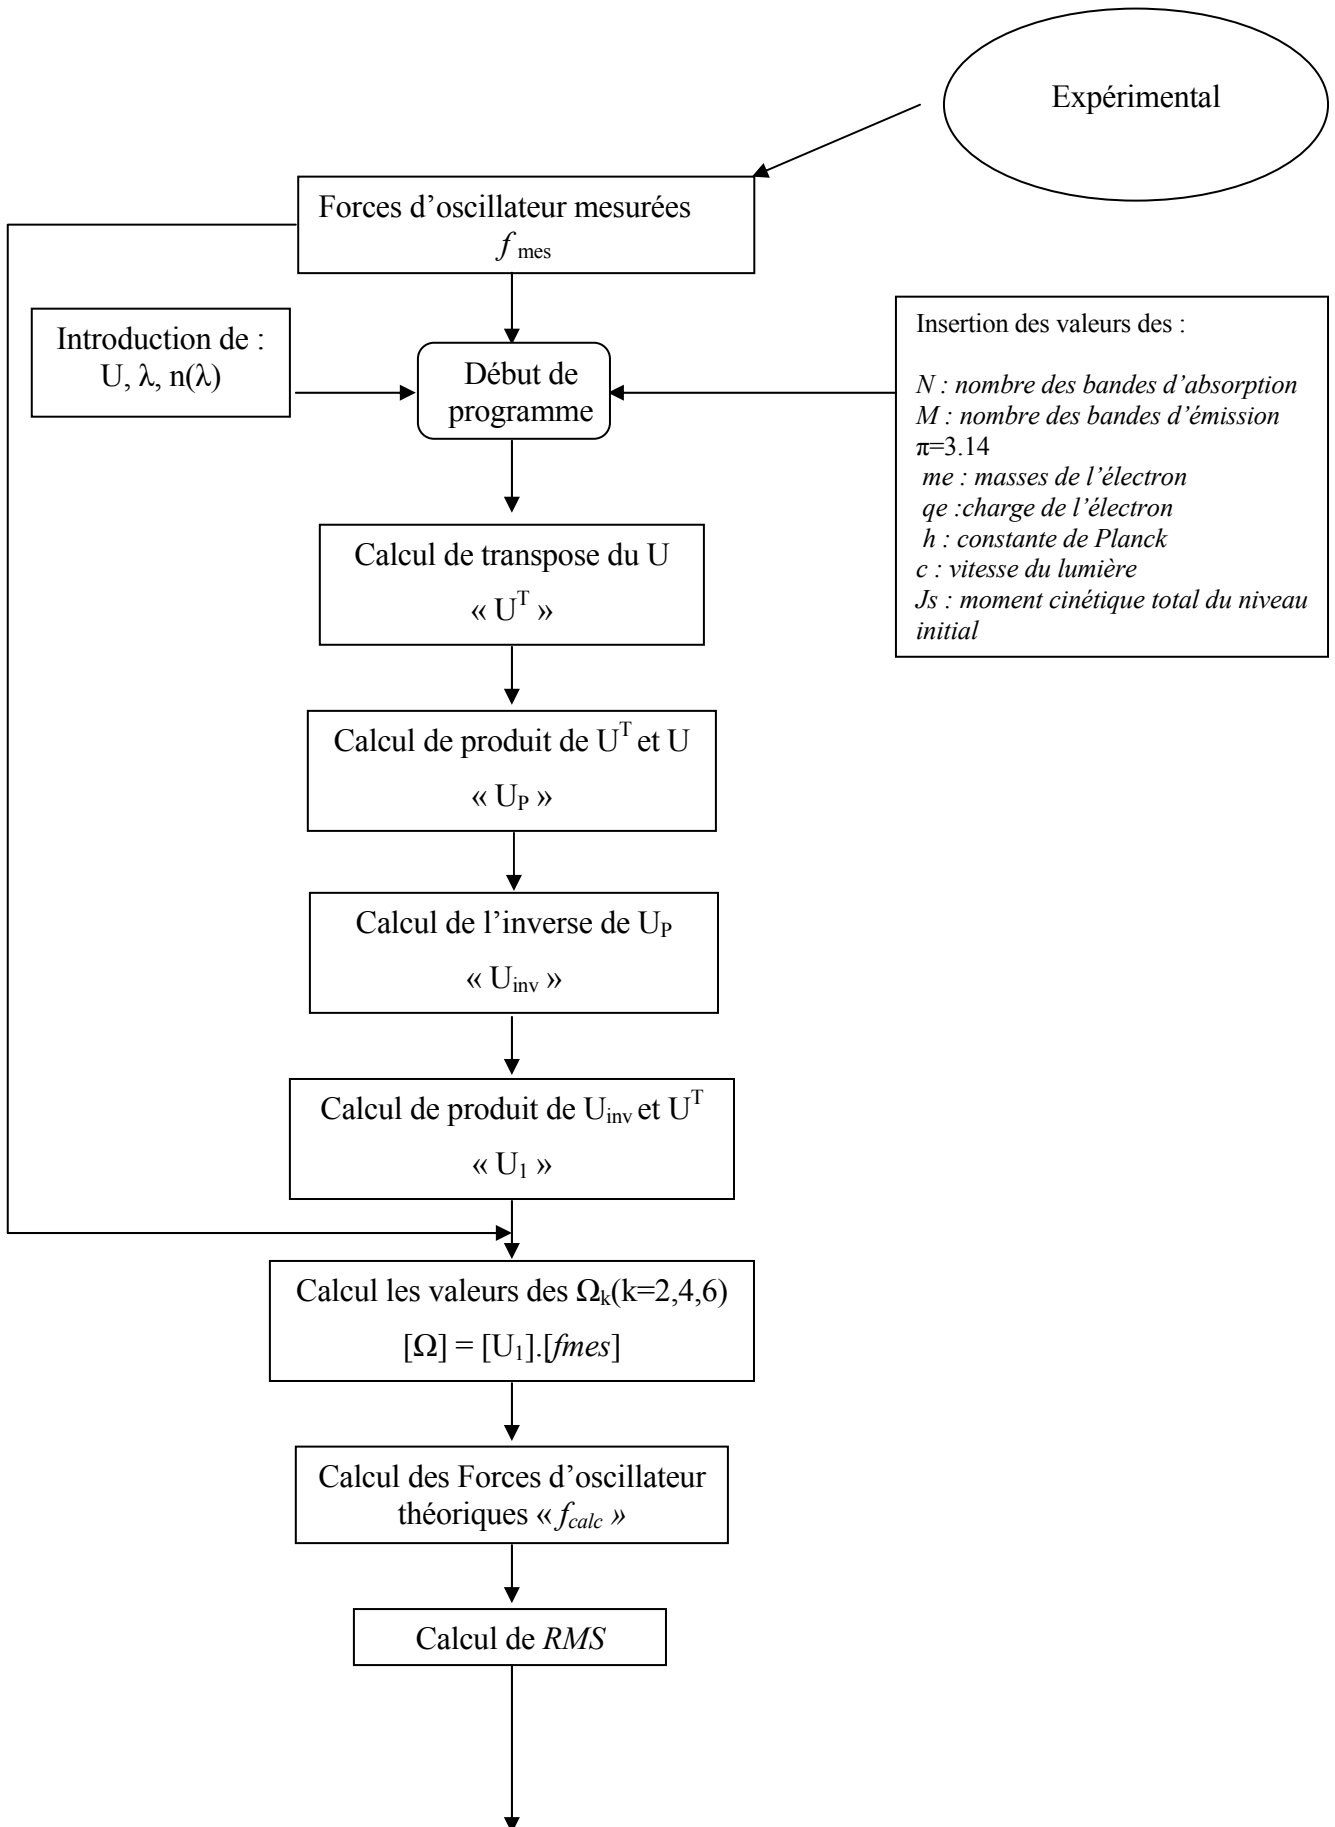 Expérimental
Forces d’oscillateur mesurées
f mes
Introduction de :
U, λ, n(λ)
Début de
programme
Insertion des valeurs des :
N : nombre des bandes d’absorption
M : nombre des bandes d’émission
π=3.14
me : masses de l’électron
qe :charge de l’électron
h : constante de Planck
c : vitesse du lumière
Js : moment cinétique total du niveau
initial
Calcul de transpose du U
« U^T »
Calcul de produit de U^T et U
« U_P »
Calcul de l’inverse de U_P
« U_inv »
Calcul de produit de U_inv et U^T
« U_1 »
Calcul les valeurs des Ω_k(k=2,4,6)
[Ω] = [U_1].[fmes]
Calcul des Forces d’oscillateur
théoriques « f_calc »
Calcul de RMS